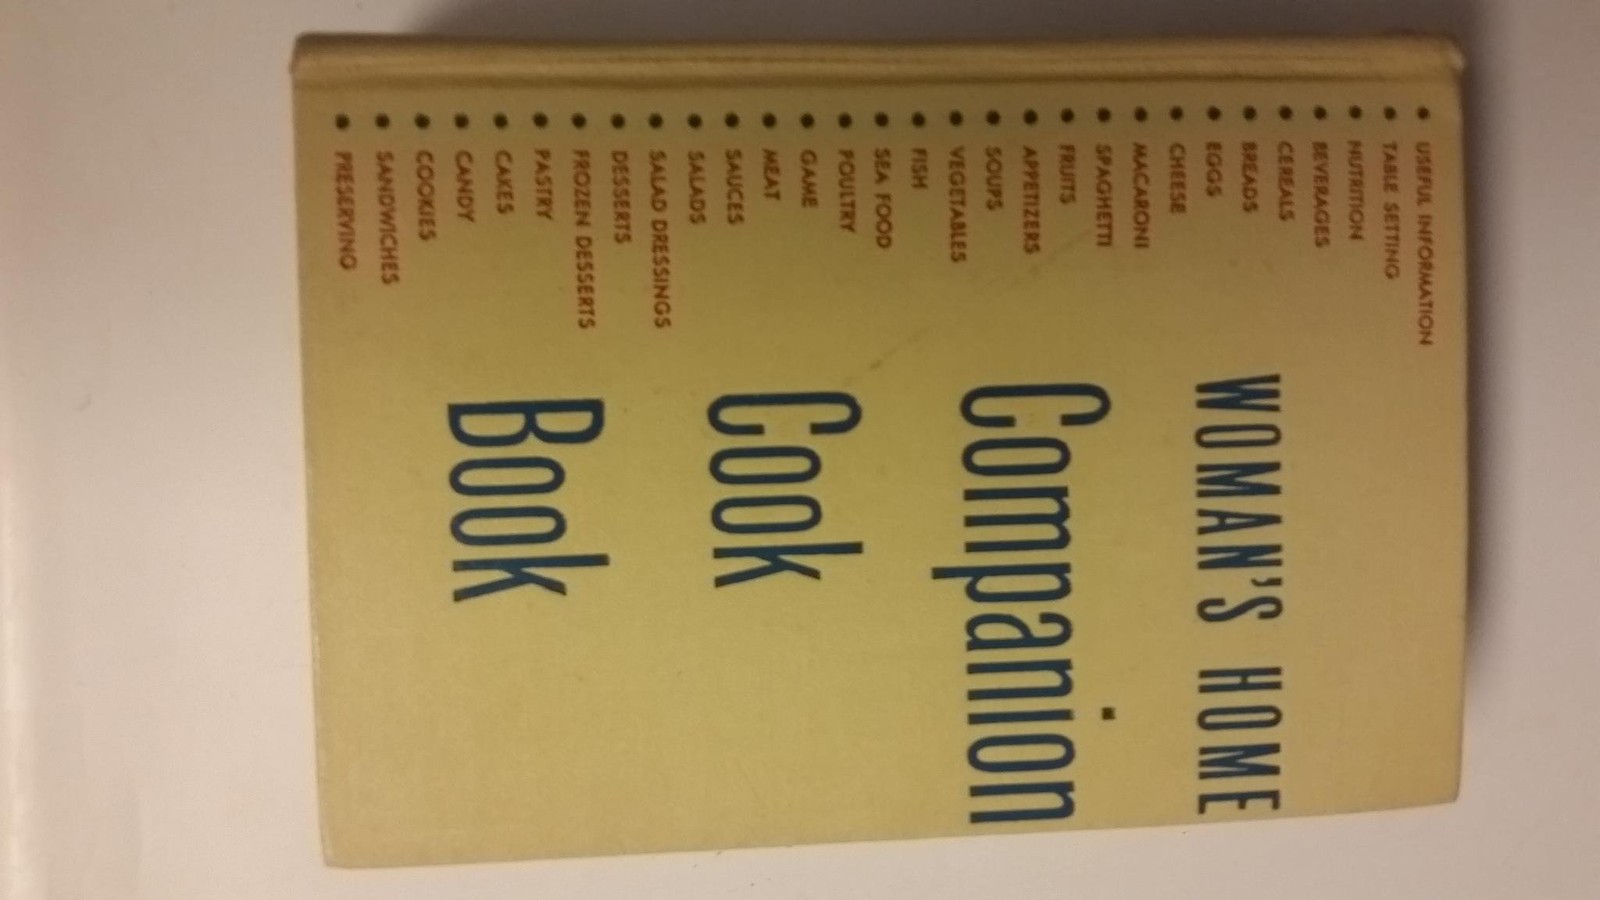 USEFUL INFORMATION
TABLE SETTING
NUTRITION
BEVERAGES
CEREALS
BREADS
EGGS
CHEESE
MACARONI
SPAGHETTI
FRUITS
APPETIZERS
SOUPS
VEGETABLES
FISH
SEA FOOD
POULTRY
GAME
MEAT
SAUCES
SALADS
SALAD DRESSINGS
DESSERTS
FROZEN DESSERTS
PASTRY
CAKES
CANDY
COOKIES
SANDWICHES
PRESERVING
WOMAN'S HOME
Companion
Cook
Book